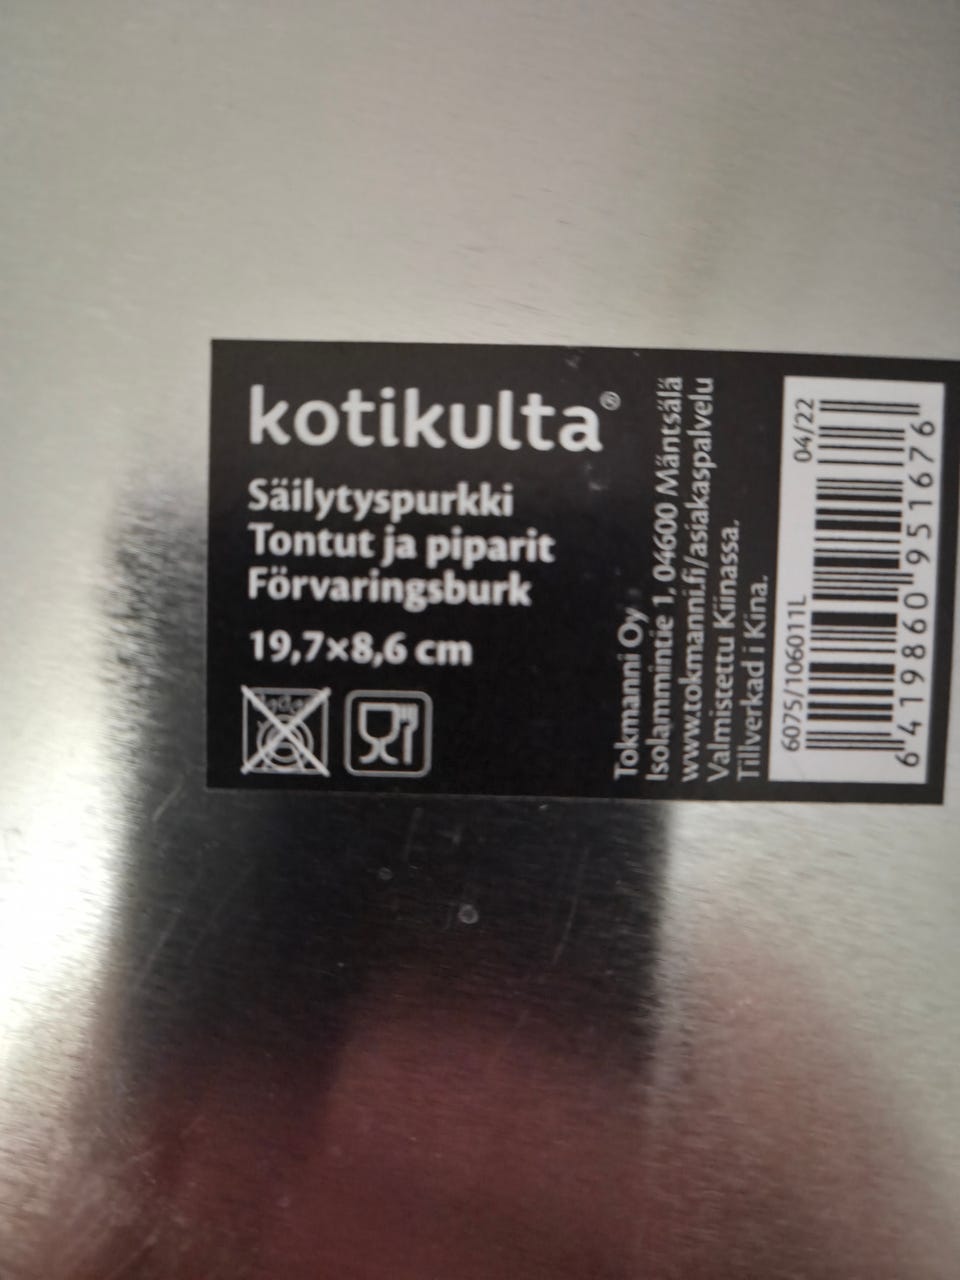 kotikulta®
Säilytyspurkki
Tontut ja piparit
Förvaringsburk
19,7×8,6 cm
Tokmanni Oy
Isolammintie 1, 04600 Mäntsälä
www.tokmanni.fi/asiakaspalvelu
Valmistettu Kiinassa.
Tillverkad i Kina.
6075/106011L 04/22
6 419860 951676